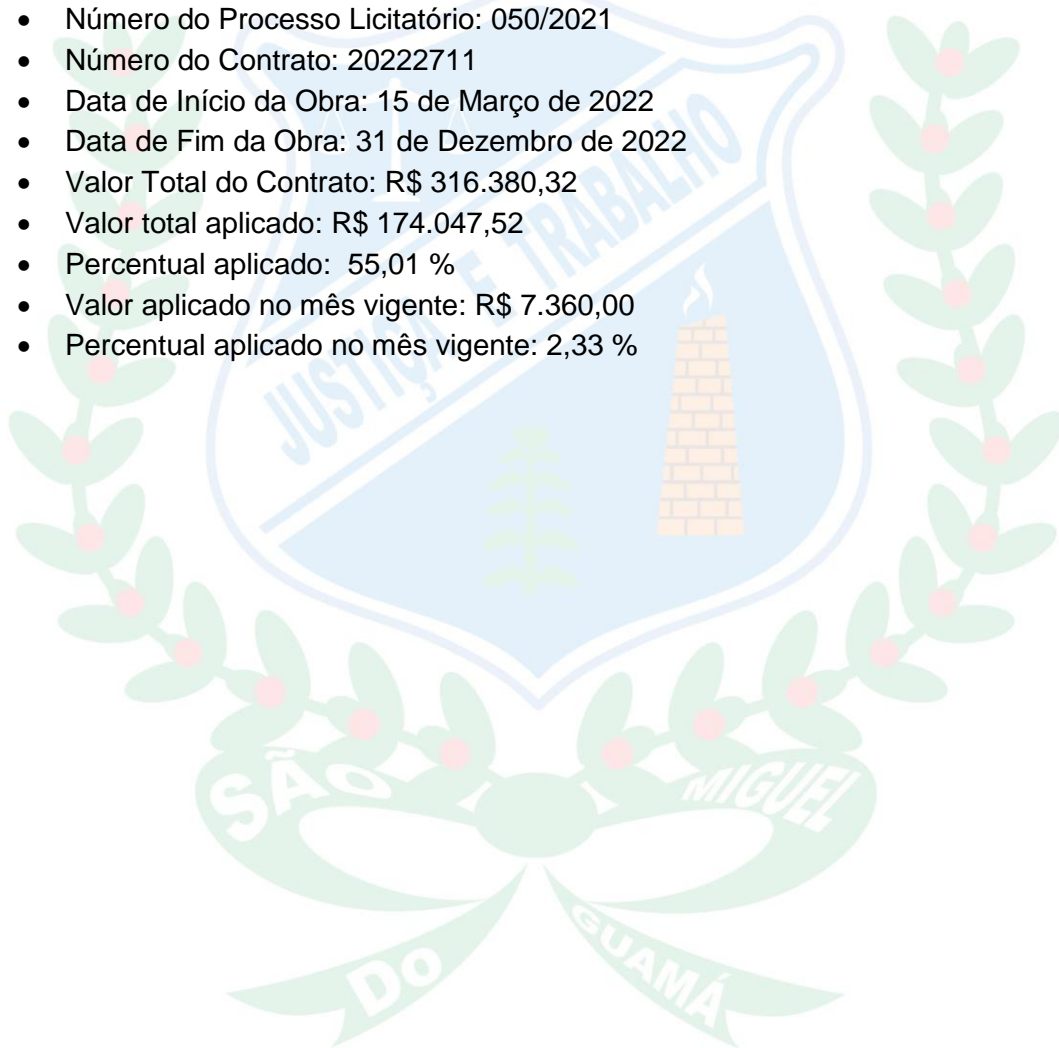 • Número do Processo Licitatório: 050/2021
• Número do Contrato: 20222711
• Data de Início da Obra: 15 de Março de 2022
• Data de Fim da Obra: 31 de Dezembro de 2022
• Valor Total do Contrato: R$ 316.380,32
• Valor total aplicado: R$ 174.047,52
• Percentual aplicado: 55,01 %
• Valor aplicado no mês vigente: R$ 7.360,00
• Percentual aplicado no mês vigente: 2,33 %
JUSTIÇA E TRABALHO
SÃO MIGUEL
DO GUAMÁ